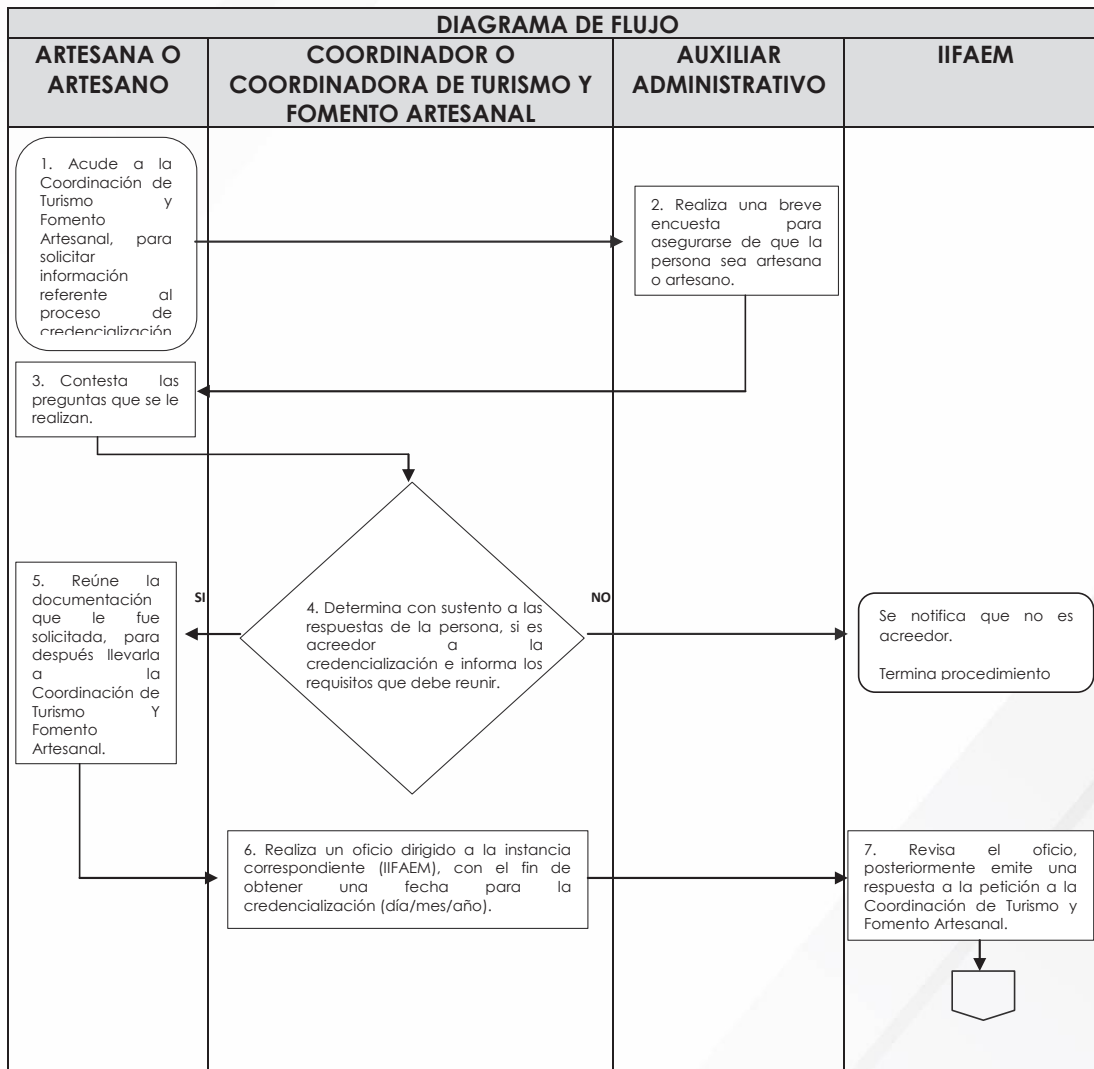 DIAGRAMA DE FLUJO
ARTESANA O
ARTESANO
COORDINADOR O
COORDINADORA DE TURISMO Y
FOMENTO ARTESANAL
AUXILIAR
ADMINISTRATIVO
IIFAEM
1. Acude a la
Coordinación de
Turismo y
Fomento
Artesanal, para
solicitar
información
referente al
proceso de
credencialización
2. Realiza una breve
encuesta para
asegurarse de que la
persona sea artesana
o artesano.
3. Contesta las
preguntas que se le
realizan.
4. Determina con sustento a las
respuestas de la persona, si es
acreedor a la
credencialización e informa los
requisitos que debe reunir.
SI
NO
5. Reúne la
documentación
que le fue
solicitada, para
después llevarla
a la
Coordinación de
Turismo Y
Fomento
Artesanal.
Se notifica que no es
acreedor.
Termina procedimiento
6. Realiza un oficio dirigido a la instancia
correspondiente (IIFAEM), con el fin de
obtener una fecha para la
credencialización (día/mes/año).
7. Revisa el oficio,
posteriormente emite una
respuesta a la petición a la
Coordinación de Turismo y
Fomento Artesanal.